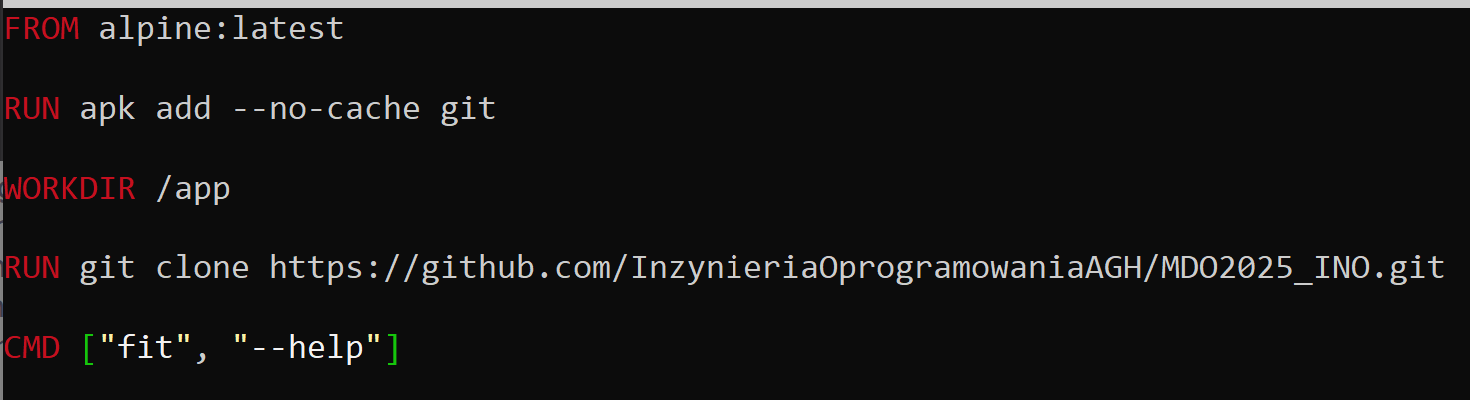 FROM alpine:latest
RUN apk add --no-cache git
WORKDIR /app
RUN git clone https://github.com/InzynieriaOprogramowaniaAGH/MDO2025_INO.git
CMD ["fit", "--help"]